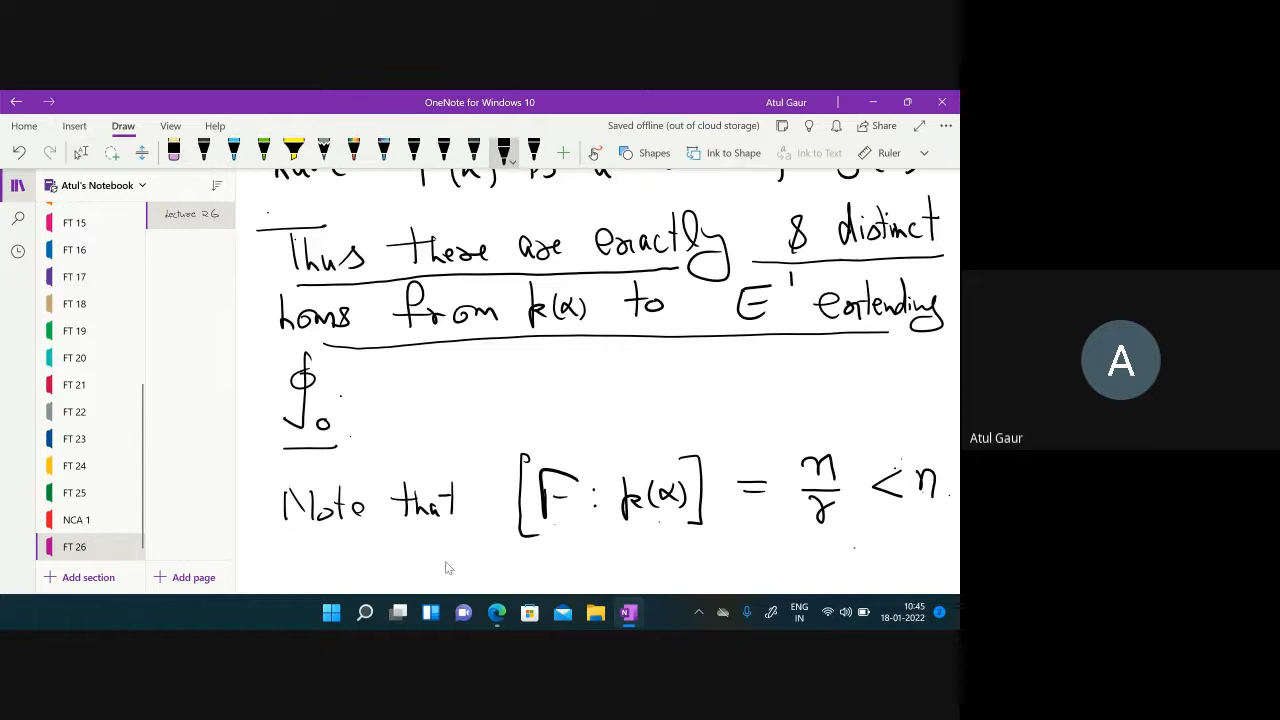 OneNote for Windows 10
Atul Gaur
Home Insert Draw View Help
Saved offline (out of cloud storage)
Share
Shapes
Ink to Shape
Ink to Text
Ruler
Atul's Notebook
Lecture 26
FT 15
FT 16
FT 17
FT 18
FT 19
FT 20
FT 21
FT 22
FT 23
FT 24
FT 25
NCA 1
FT 26
Add section
Add page
Thus there are exactly s distinct
homs from k(α) to E' extending
ϕ₀
Note that [F : k(α)] = n/r < n.
A
Atul Gaur
ENG
IN
10:45
18-01-2022
2